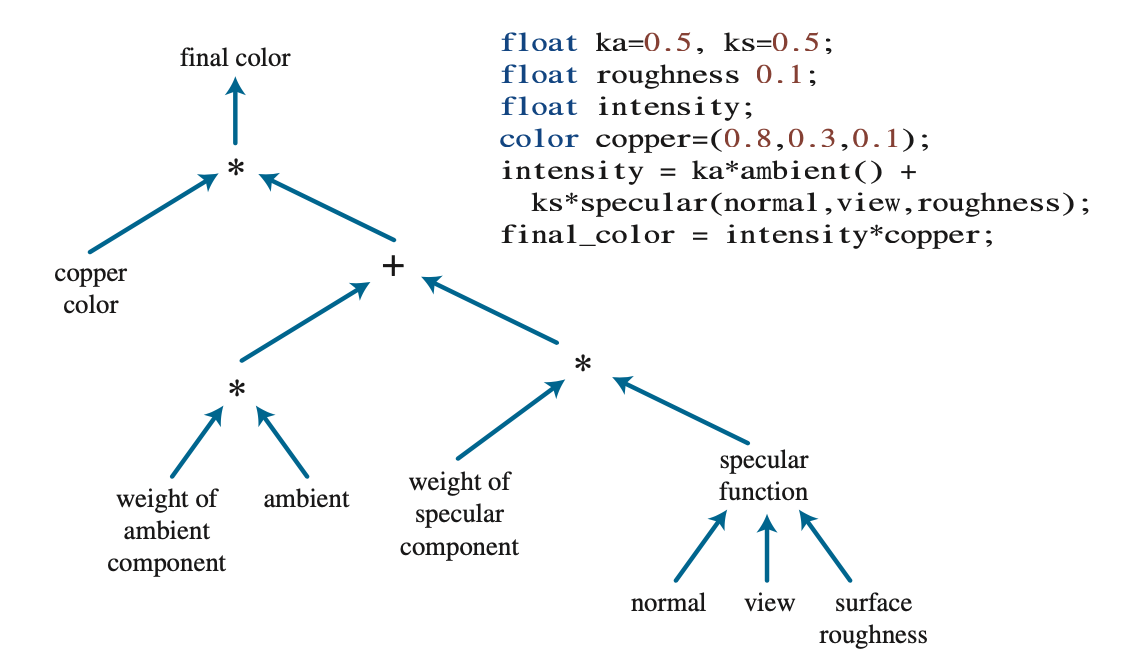 final color
float ka=0.5, ks=0.5;
float roughness 0.1;
float intensity;
color copper=(0.8,0.3,0.1);
intensity = ka*ambient() +
ks*specular(normal,view,roughness);
final_color = intensity*copper;
*
copper
color
+
*
*
weight of
ambient
component
ambient
weight of
specular
component
specular
function
normal
view
surface
roughness